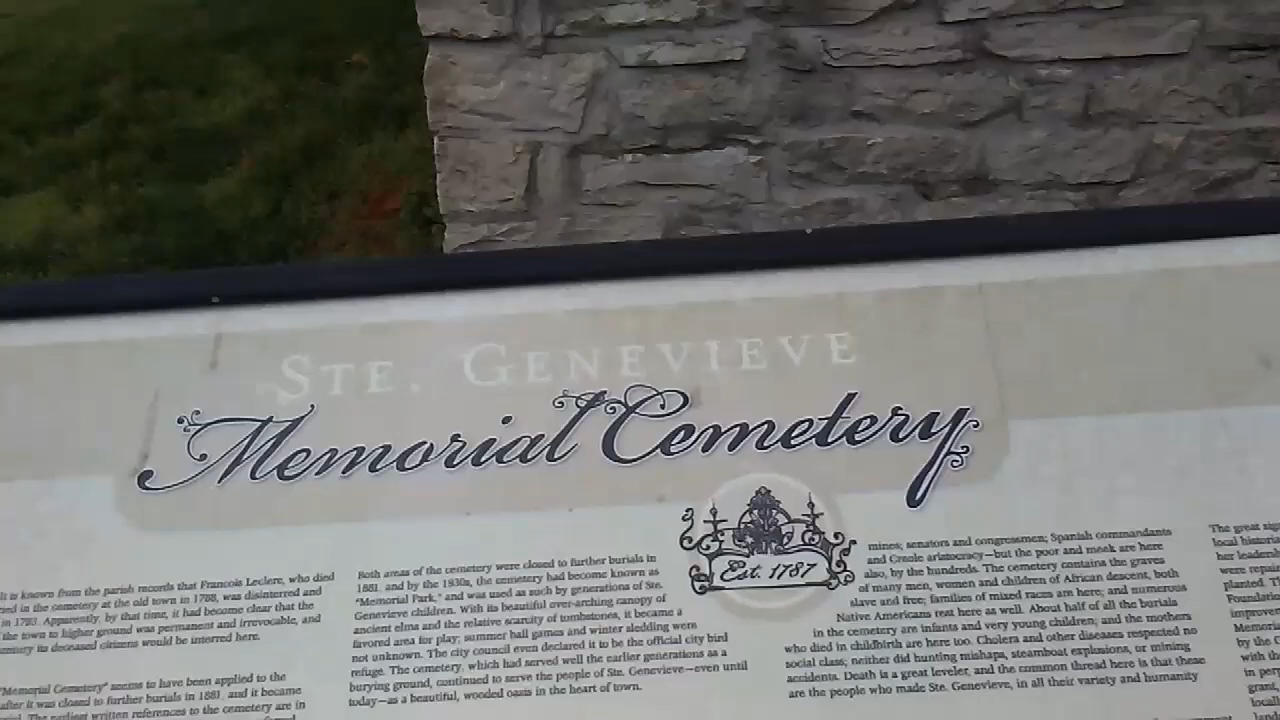 STE. GENEVIEVE
Memorial Cemetery
Est. 1787
It is known from the parish records that Francois Leclerc, who died
in the cemetery at the old town in 1788, was disinterred and
in 1793. Apparently, by that time, it had become clear that the
the town to higher ground was permanent and irrevocable, and
its deceased citizens would be interred here.
"Memorial Cemetery" seems to have been applied to the
after it was closed to further burials in 1881, and it became
earliest written references to the cemetery are in
Both areas of the cemetery were closed to further burials in
1881, and by the 1930s, the cemetery had become known as
"Memorial Park," and was used as such by generations of Ste.
Genevieve children. With its beautiful over-arching canopy of
ancient elms and the relative scarcity of tombstones, it became a
favored area for play; summer ball games and winter sledding were
not unknown. The city council even declared it to be the official city bird
refuge. The cemetery, which had served well the earlier generations as a
burying ground, continued to serve the people of Ste. Genevieve—even until
today—as a beautiful, wooded oasis in the heart of town.
mines; senators and congressmen; Spanish commandants
and Creole aristocracy—but the poor and meek are here
also, by the hundreds. The cemetery contains the graves
of many men, women and children of African descent, both
slave and free; families of mixed races are here; and numerous
Native Americans rest here as well. About half of all the burials
in the cemetery are infants and very young children; and the mothers
who died in childbirth are here too. Cholera and other diseases respected no
social class; neither did hunting mishaps, steamboat explosions, or mining
accidents. Death is a great leveler, and the common thread here is that these
are the people who made Ste. Genevieve, in all their variety and humanity
The great
local
her
were
planted.
by the
with the